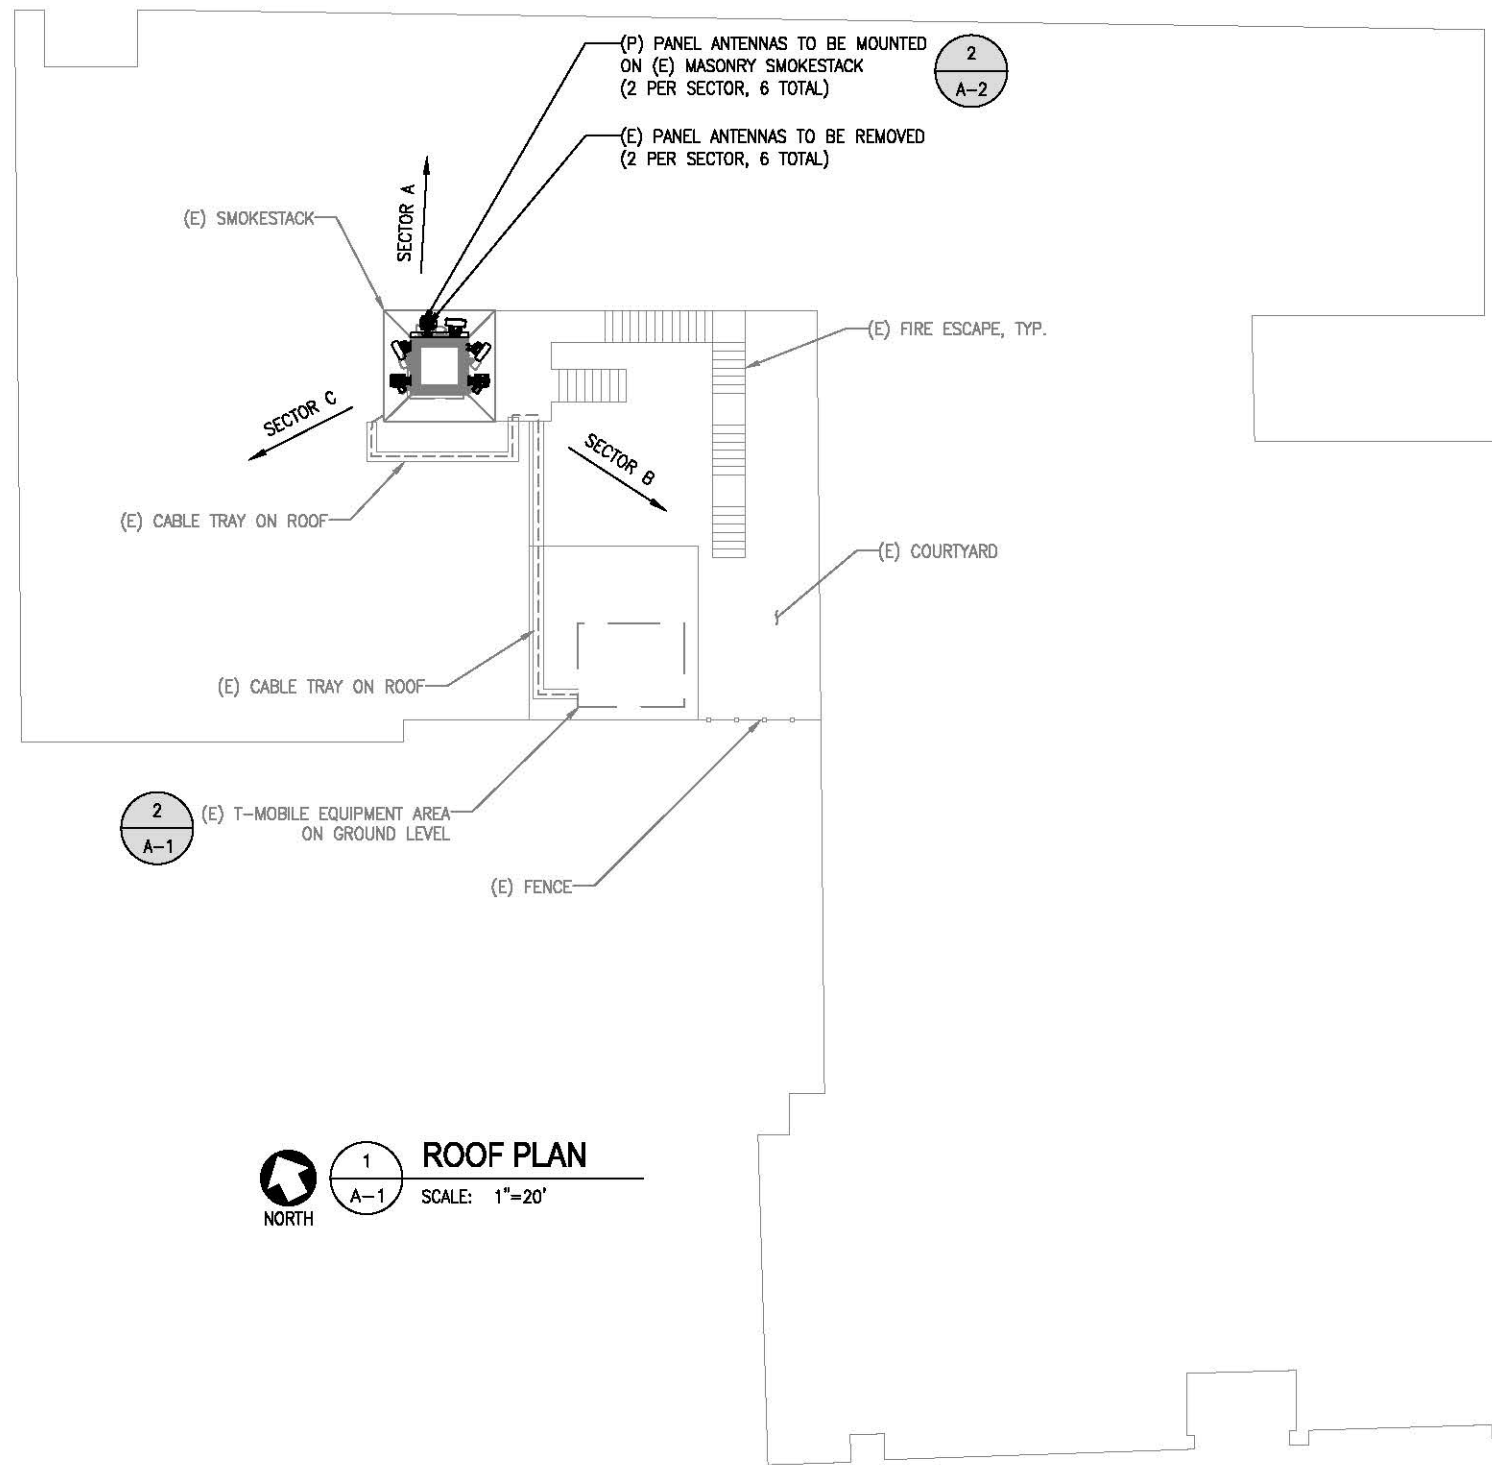 (P) PANEL ANTENNAS TO BE MOUNTED
ON (E) MASONRY SMOKESTACK
(2 PER SECTOR, 6 TOTAL)
2
A-2
(E) PANEL ANTENNAS TO BE REMOVED
(2 PER SECTOR, 6 TOTAL)
SECTOR A
(E) SMOKESTACK
(E) FIRE ESCAPE, TYP.
SECTOR C
SECTOR B
(E) CABLE TRAY ON ROOF
(E) COURTYARD
(E) CABLE TRAY ON ROOF
2
A-1
(E) T-MOBILE EQUIPMENT AREA
ON GROUND LEVEL
(E) FENCE
NORTH
1
A-1
ROOF PLAN
SCALE: 1"=20'